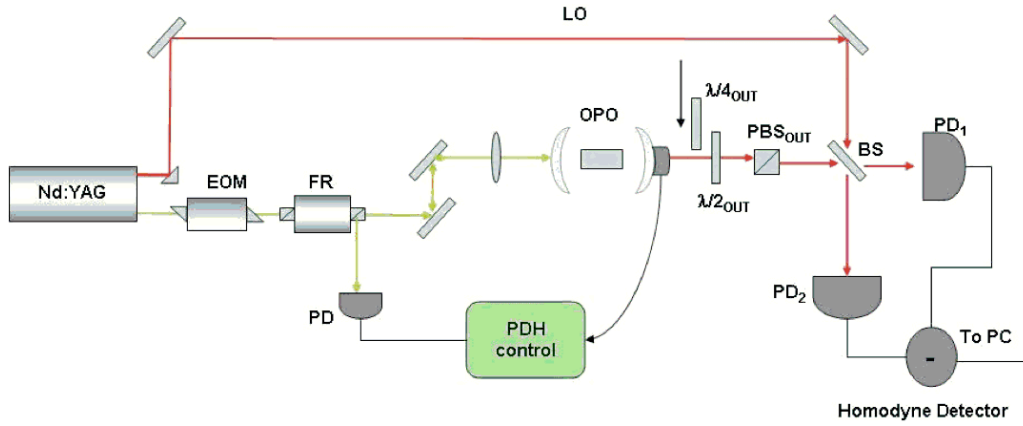 LO
λ/4OUT
OPO
PBSOUT
PD1
BS
EOM
FR
Nd:YAG
λ/2OUT
PD2
PD
PDH
control
To PC
-
Homodyne Detector